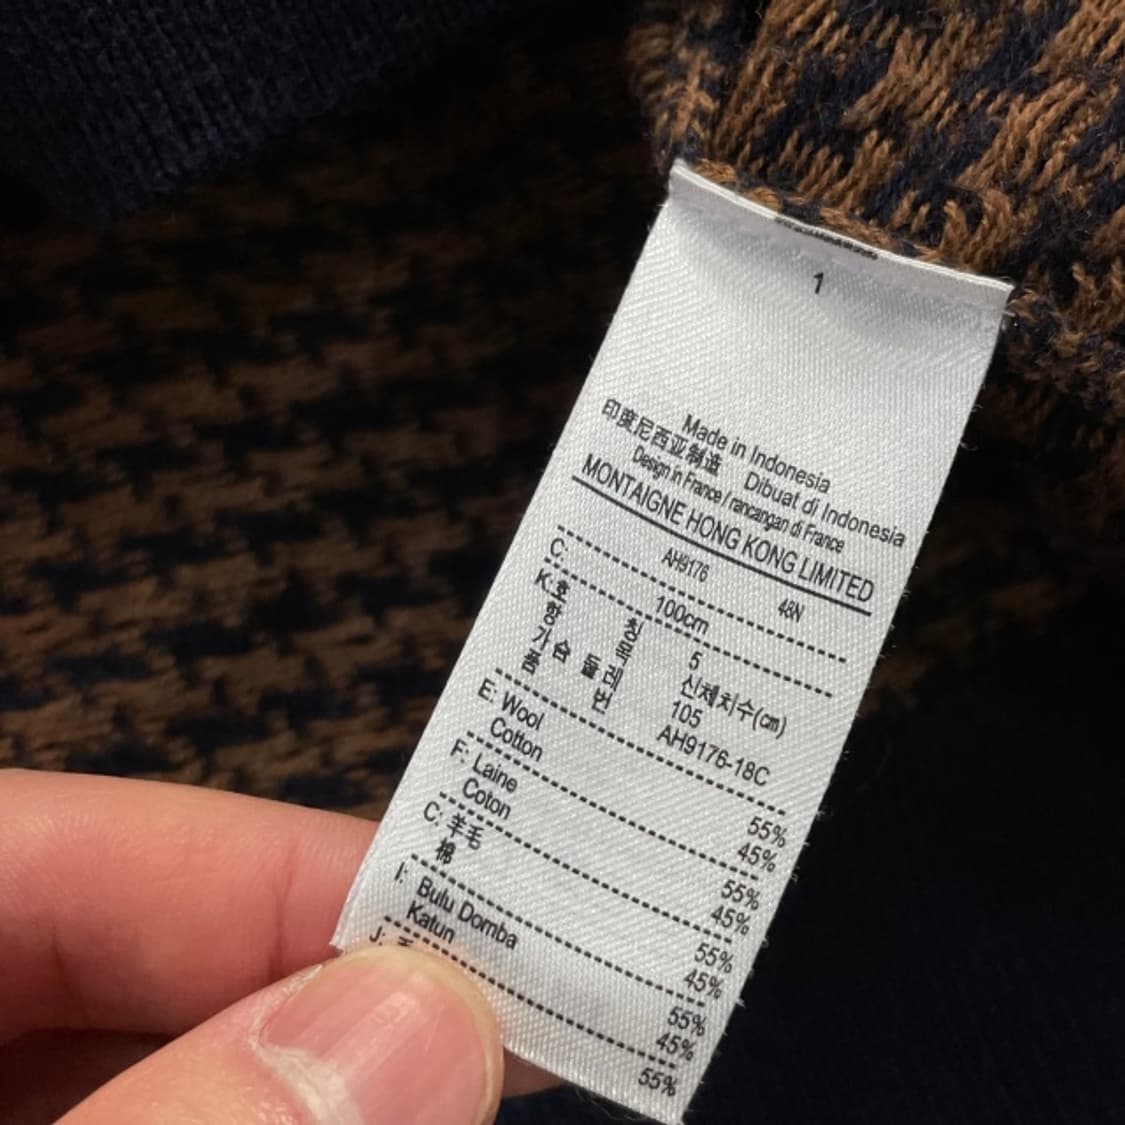 1
Made in Indonesia
印度尼西亚制造 Dibuat di Indonesia
Design in France / rancangan di France
MONTAIGNE HONG KONG LIMITED
C: AH9176 48N
100cm
K: 호 칭 5
항 목 신체치수(cm)
가슴둘레 105
품 번 AH9176-18C
E: Wool 55%
Cotton 45%
F: Laine 55%
Coton 45%
C: 羊毛 55%
棉 45%
I: Bulu Domba 55%
Katun 45%
J: 55%